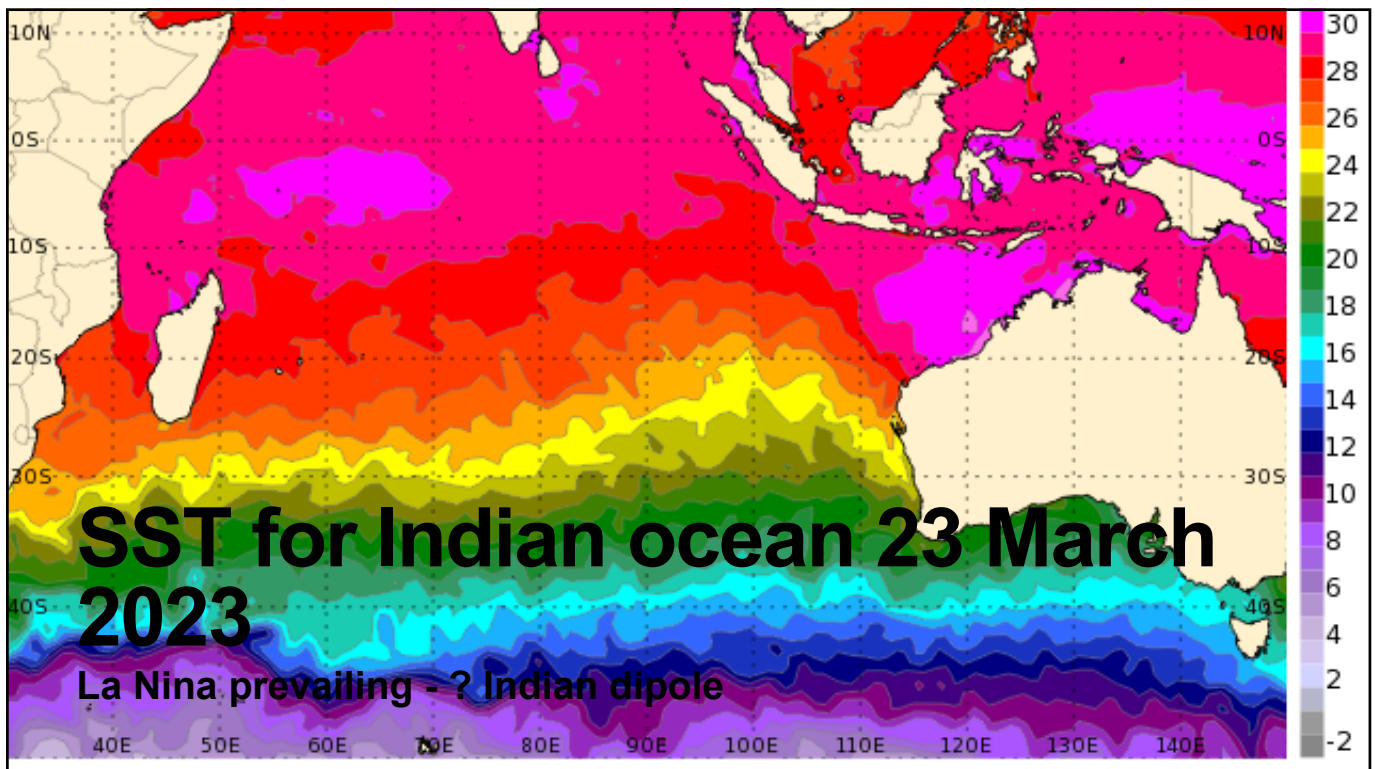 10N 10N 30
28
26
0S 0S
24
22
10S 10S
20
18
20S 20S
16
14
12
30S 30S
10
SST for Indian ocean 23 March
8
2023
6
40S 40S
4
La Nina prevailing - ? Indian dipole
2
40E 50E 60E 70E 80E 90E 100E 110E 120E 130E 140E -2